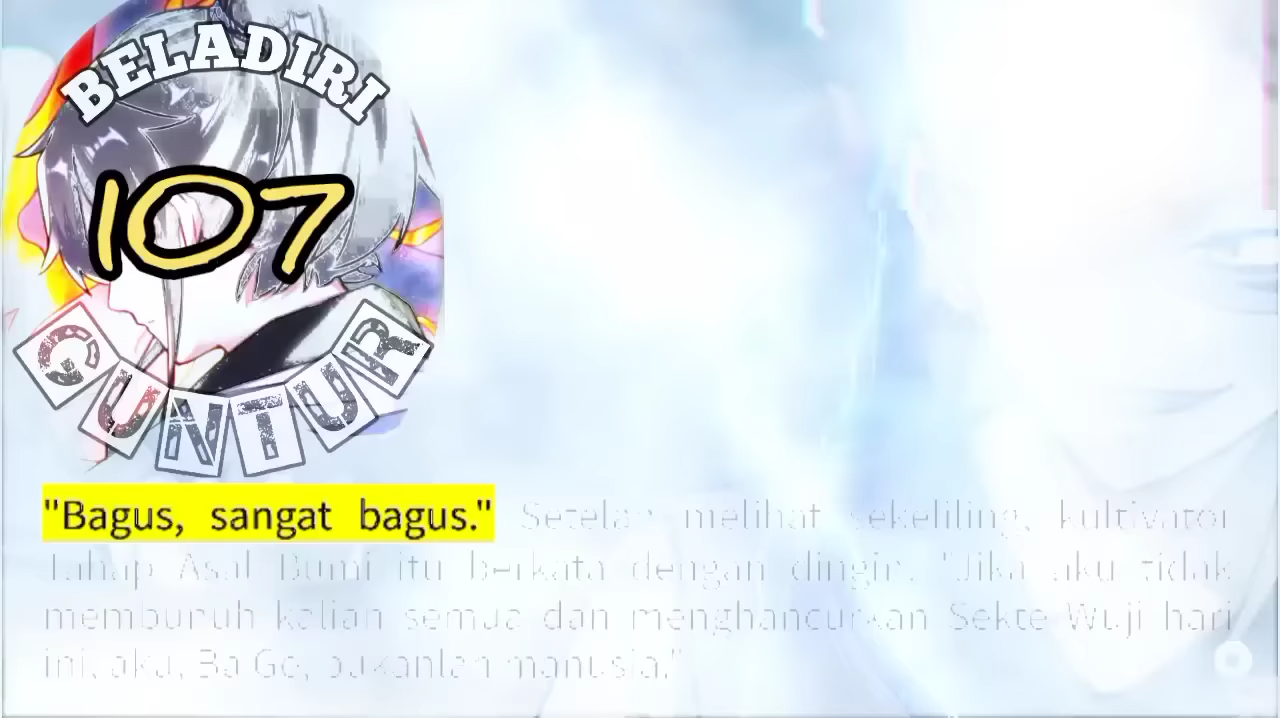 BELADIRI
107
GUNTUR
"Bagus, sangat bagus." Setelah melihat sekeliling, kultivator
Tahap Asal Bumi itu berkata dengan dingin. "Jika aku tidak
membunuh kalian semua dan menghancurkan Sekte Wuji hari
ini, aku, Ba Ge, bukanlah manusia."